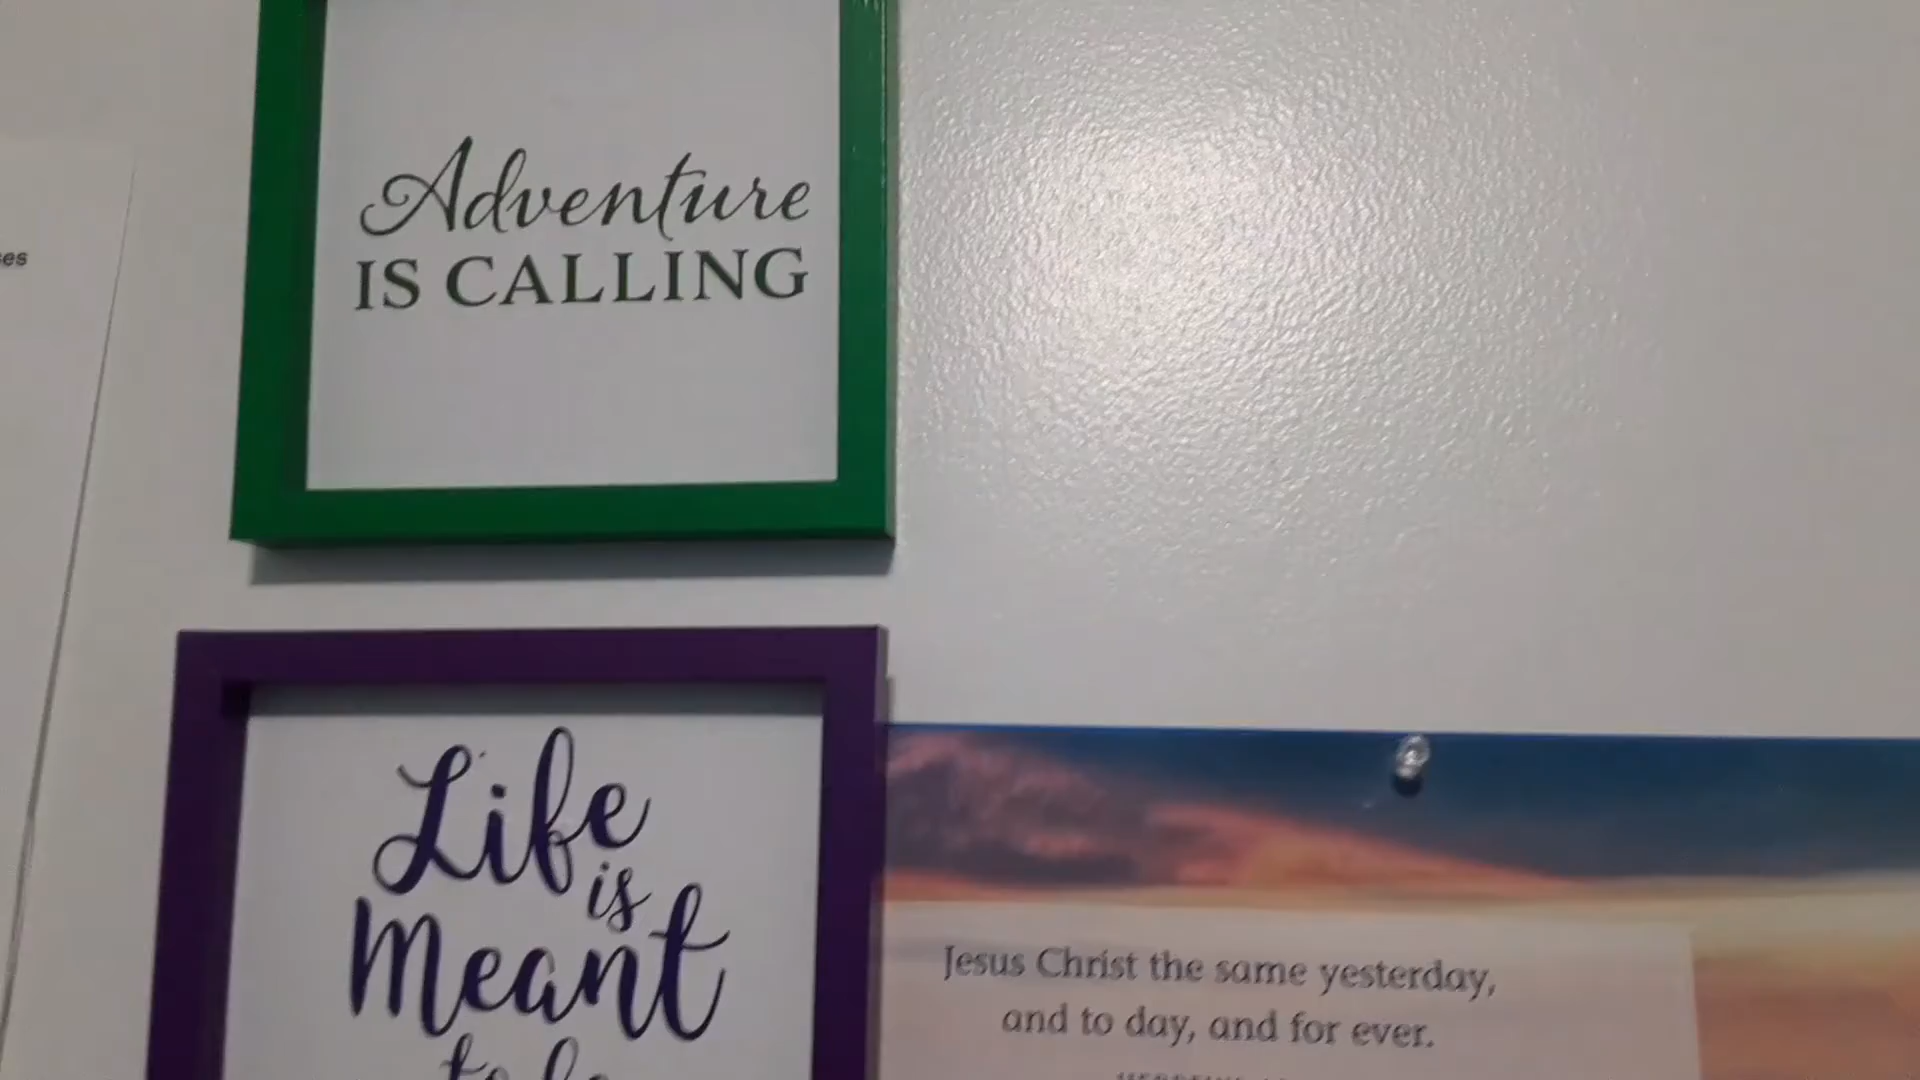 Adventure
IS CALLING
Life
is
Meant
Jesus Christ the same yesterday,
and to day, and for ever.